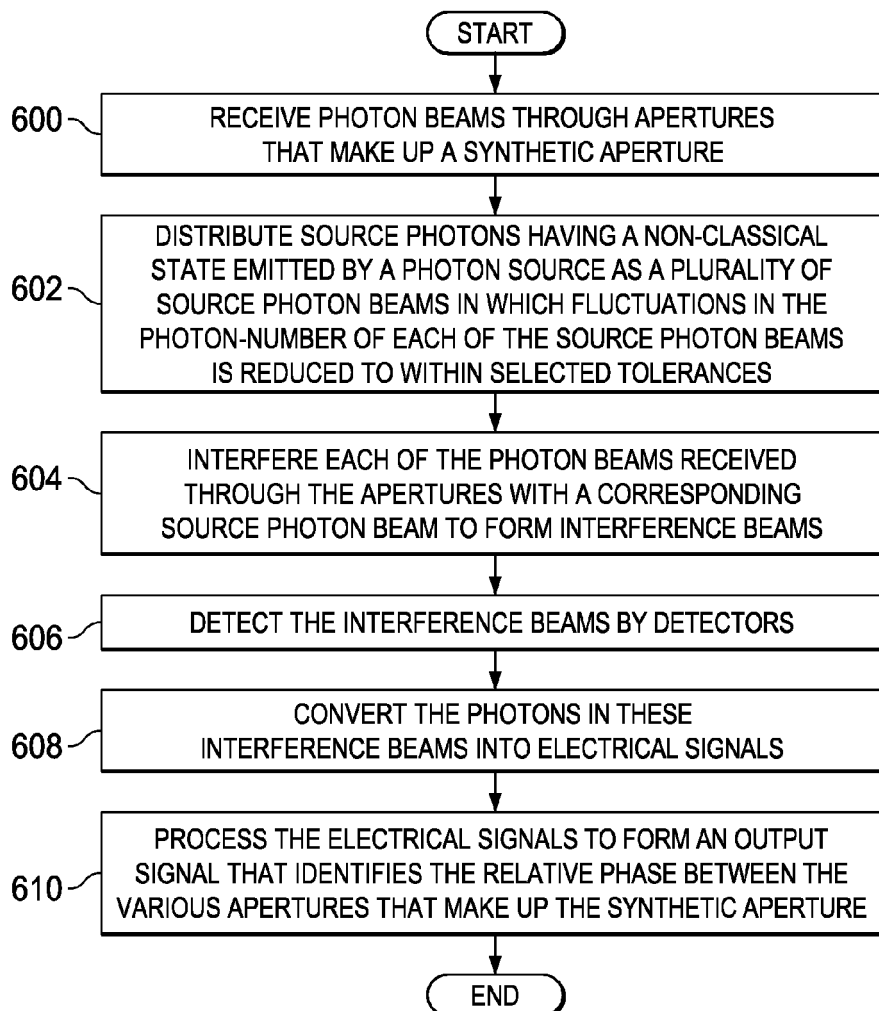 START
600
RECEIVE PHOTON BEAMS THROUGH APERTURES
THAT MAKE UP A SYNTHETIC APERTURE
602
DISTRIBUTE SOURCE PHOTONS HAVING A NON-CLASSICAL
STATE EMITTED BY A PHOTON SOURCE AS A PLURALITY OF
SOURCE PHOTON BEAMS IN WHICH FLUCTUATIONS IN THE
PHOTON-NUMBER OF EACH OF THE SOURCE PHOTON BEAMS
IS REDUCED TO WITHIN SELECTED TOLERANCES
604
INTERFERE EACH OF THE PHOTON BEAMS RECEIVED
THROUGH THE APERTURES WITH A CORRESPONDING
SOURCE PHOTON BEAM TO FORM INTERFERENCE BEAMS
606
DETECT THE INTERFERENCE BEAMS BY DETECTORS
608
CONVERT THE PHOTONS IN THESE
INTERFERENCE BEAMS INTO ELECTRICAL SIGNALS
610
PROCESS THE ELECTRICAL SIGNALS TO FORM AN OUTPUT
SIGNAL THAT IDENTIFIES THE RELATIVE PHASE BETWEEN THE
VARIOUS APERTURES THAT MAKE UP THE SYNTHETIC APERTURE
END